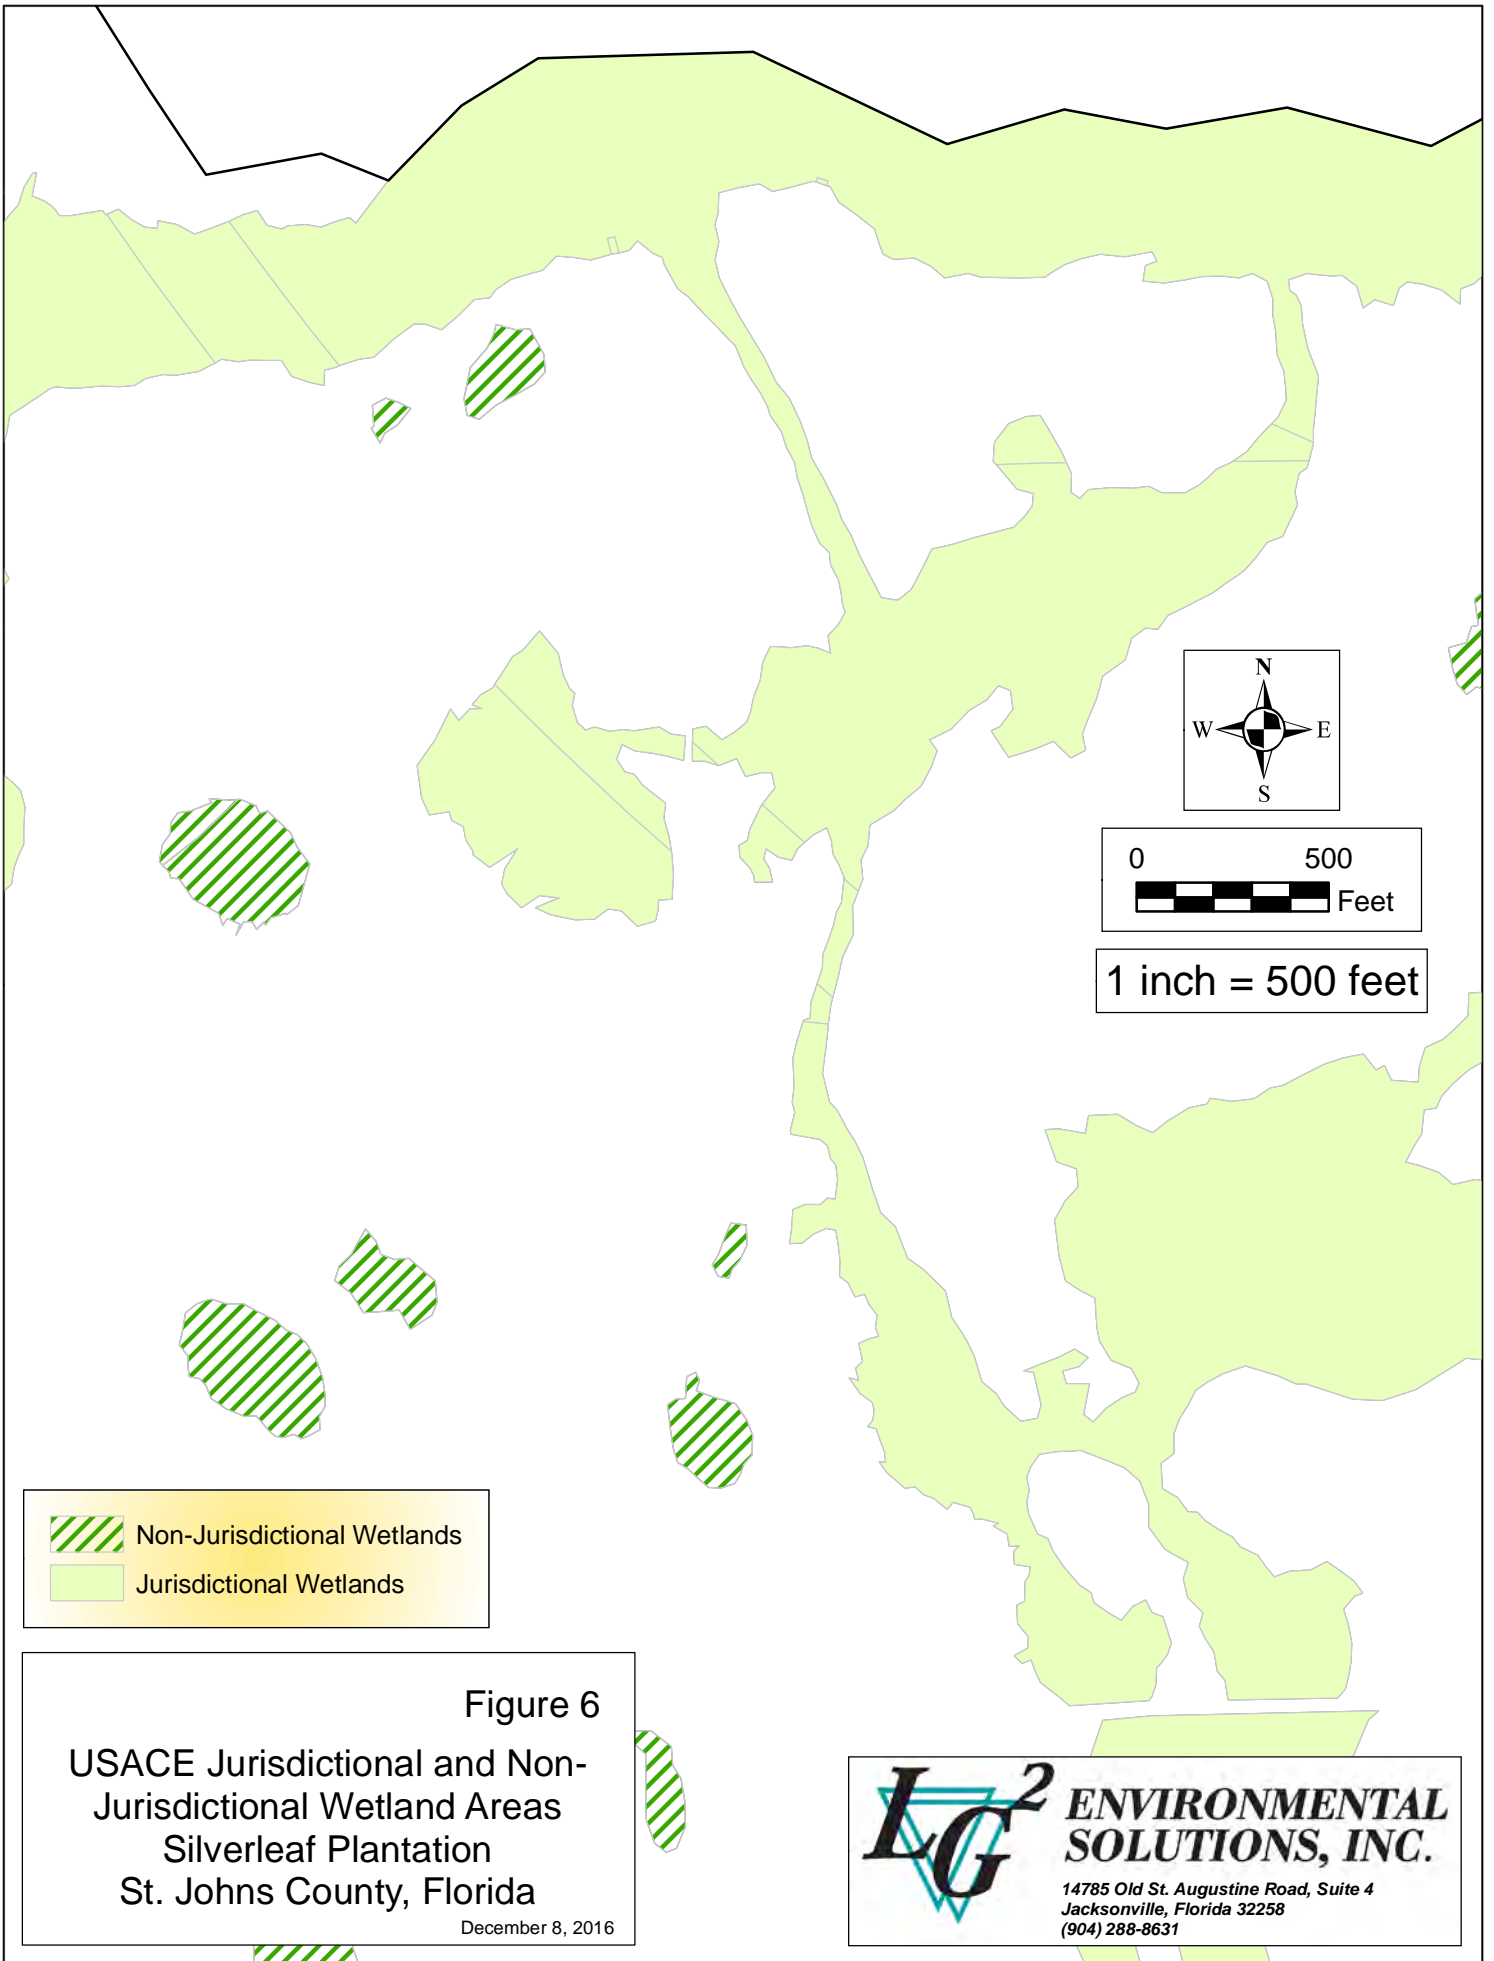 N
W
E
S
0 500
Feet
1 inch = 500 feet
Non-Jurisdictional Wetlands
Jurisdictional Wetlands
Figure 6
USACE Jurisdictional and Non-
Jurisdictional Wetland Areas
Silverleaf Plantation
St. Johns County, Florida
December 8, 2016
LG2
ENVIRONMENTAL
SOLUTIONS, INC.
14785 Old St. Augustine Road, Suite 4
Jacksonville, Florida 32258
(904) 288-8631